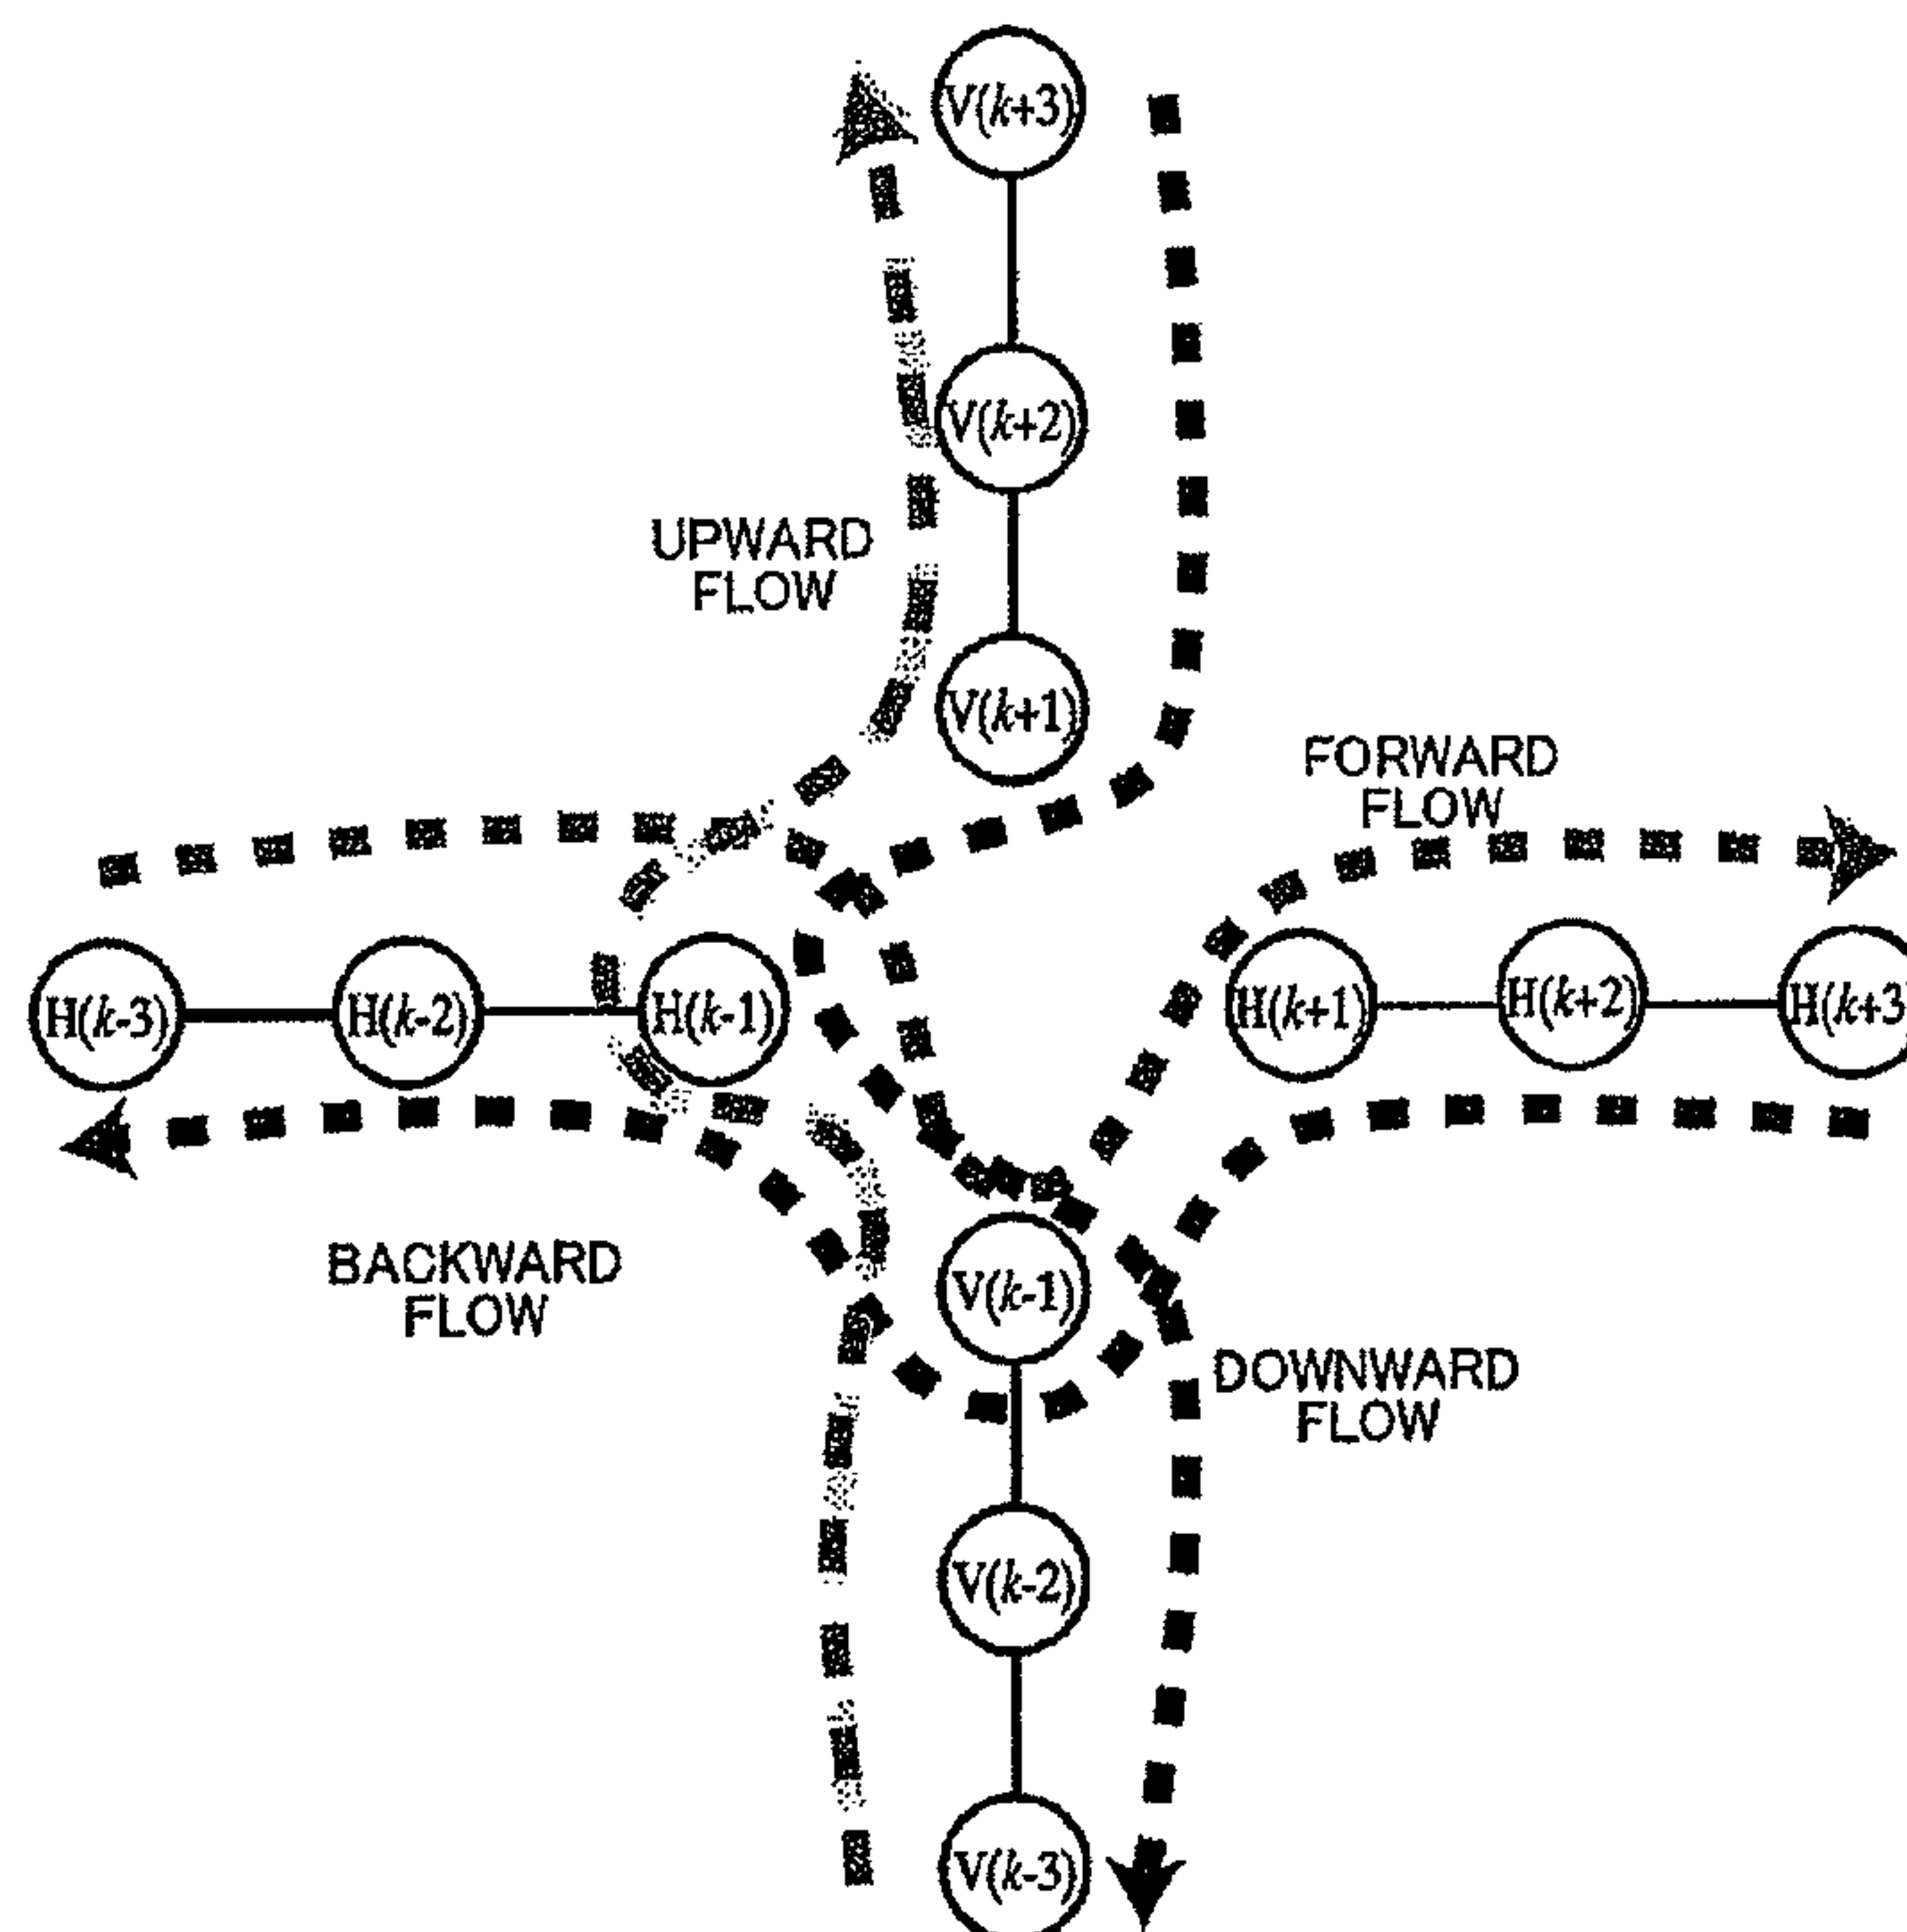 V(k+3)
V(k+2)
UPWARD
FLOW
V(k+1)
FORWARD
FLOW
H(k-3)
H(k-2)
H(k-1)
H(k+1)
H(k+2)
H(k+3)
BACKWARD
FLOW
V(k-1)
DOWNWARD
FLOW
V(k-2)
V(k-3)